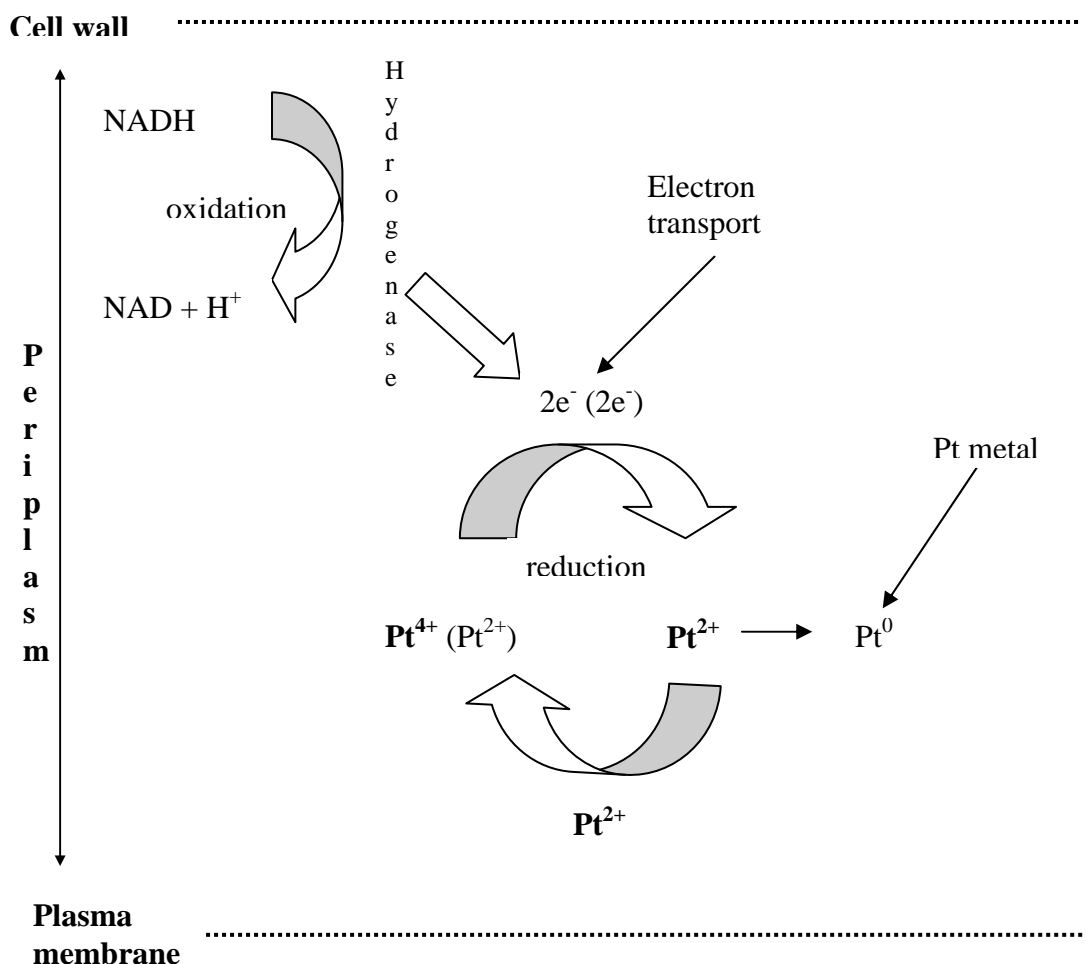 Cell wall
Hydrogenase
NADH
Electron
transport
oxidation
NAD + H⁺
Periplasm
2e⁻ (2e⁻)
Pt metal
reduction
Pt⁴⁺ (Pt²⁺)
Pt²⁺
Pt⁰
Pt²⁺
Plasma
membrane